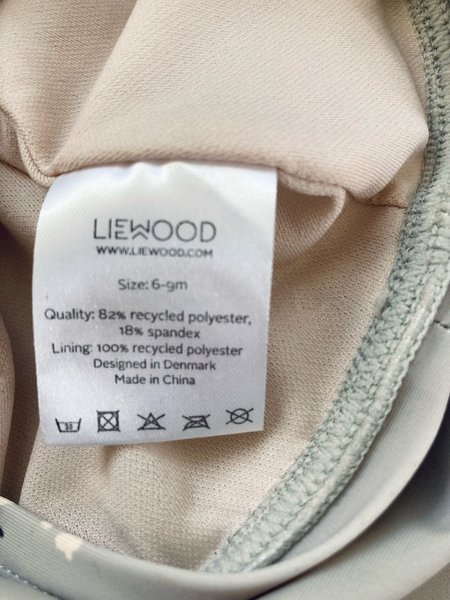 LIEWOOD
WWW.LIEWOOD.COM
Size: 6-9m
Quality: 82% recycled polyester,
18% spandex
Lining: 100% recycled polyester
Designed in Denmark
Made in China
30